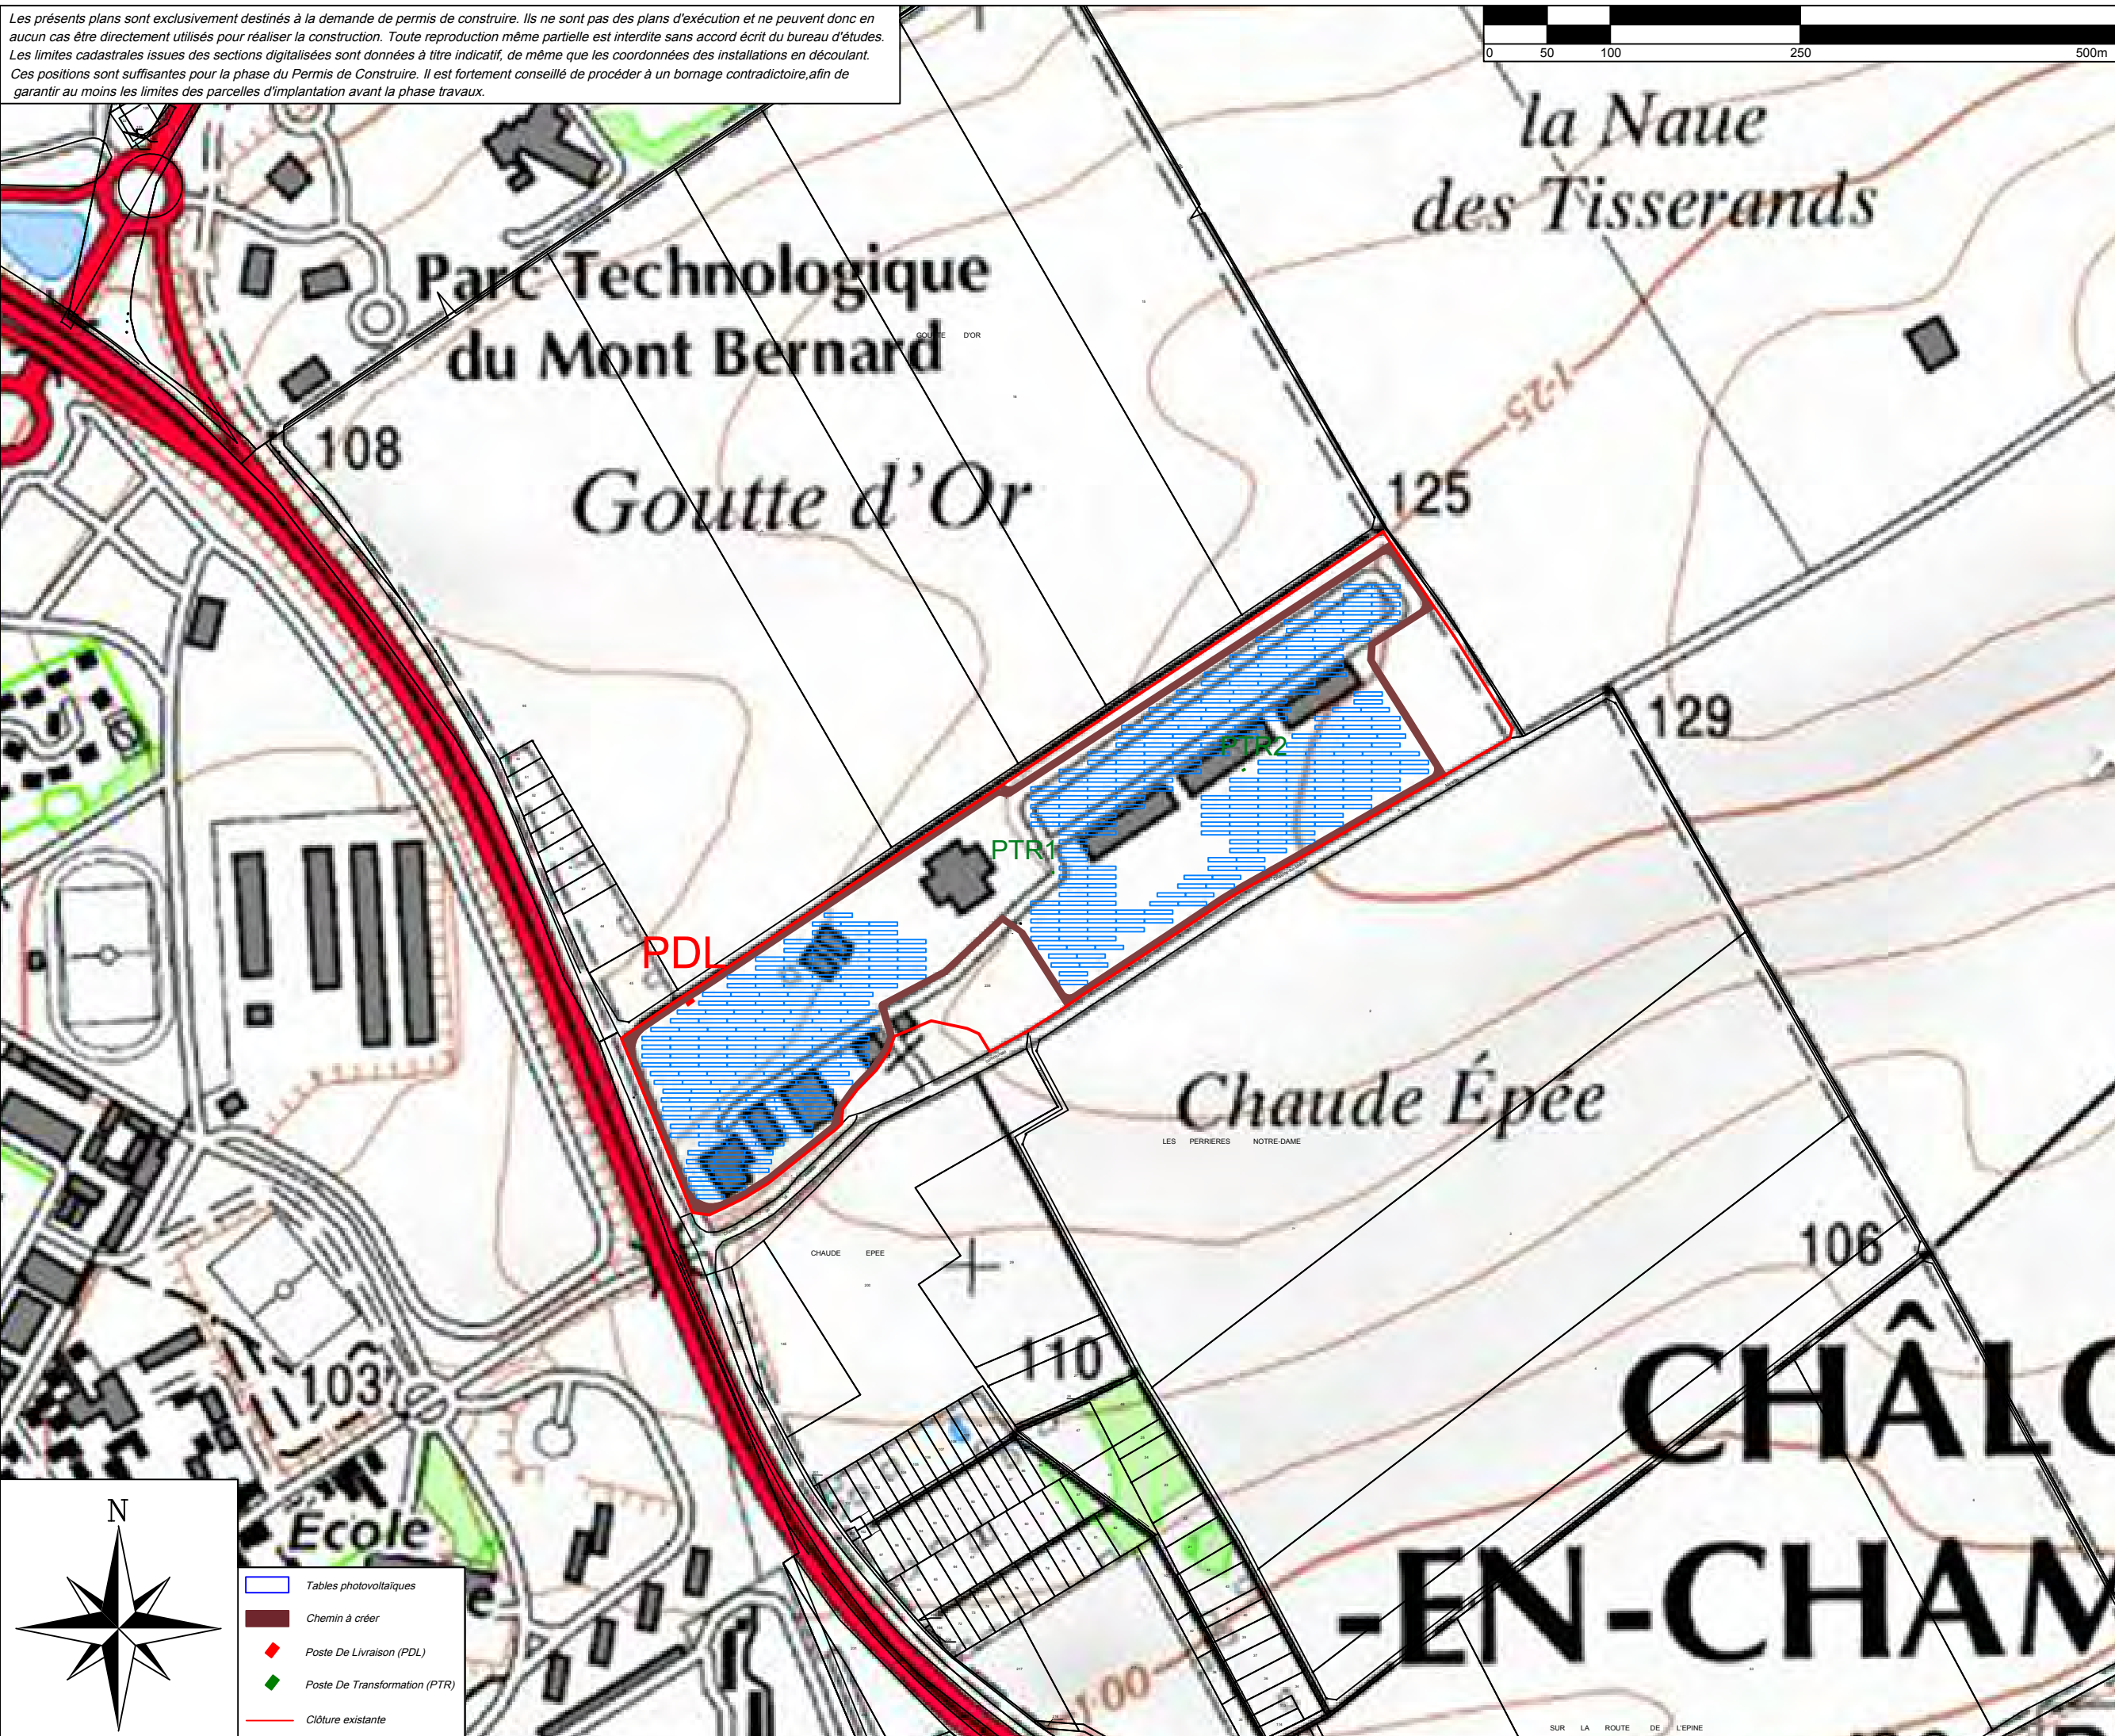 Les présents plans sont exclusivement destinés à la demande de permis de construire. Ils ne sont pas des plans d'exécution et ne peuvent donc en
aucun cas être directement utilisés pour réaliser la construction. Toute reproduction même partielle est interdite sans accord écrit du bureau d'études.
Les limites cadastrales issues des sections digitalisées sont données à titre indicatif, de même que les coordonnées des installations en découlant.
Ces positions sont suffisantes pour la phase du Permis de Construire. Il est fortement conseillé de procéder à un bornage contradictoire,afin de
garantir au moins les limites des parcelles d'implantation avant la phase travaux.
0 50 100 250 500m
la Naue
des Tisserands
Parc Technologique
du Mont Bernard
GOUTTE D'OR
108
Goutte d'Or
125
125
129
PTR2
PTR1
PDL
Chaude Épée
LES PERRIERES NOTRE-DAME
CHAUDE EPEE
106
110
103
CHÂLO
-EN-CHAM
100
École
N
Tables photovoltaïques
Chemin à créer
Poste De Livraison (PDL)
Poste De Transformation (PTR)
Clôture existante
SUR LA ROUTE DE L'EPINE